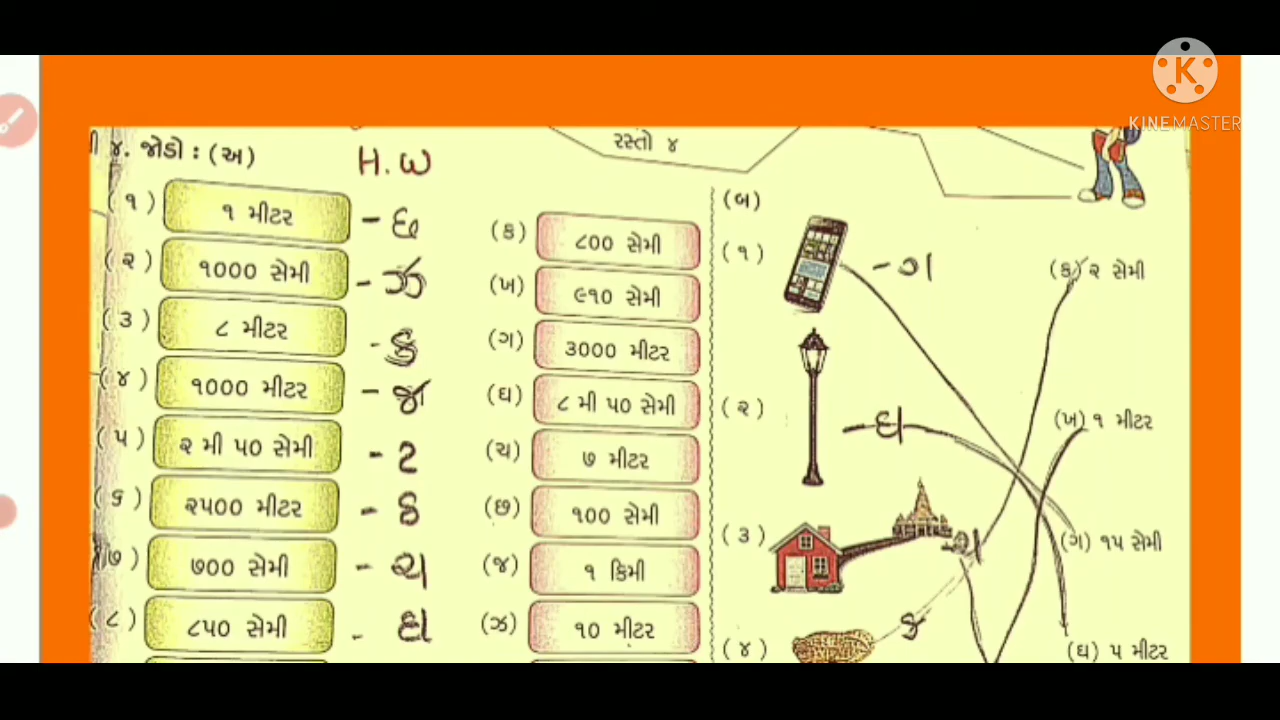 KINEMASTER
રસ્તો ૪
૪. જોડો : (અ) H.W
(૧) ૧ મીટર - છ
(૨) ૧૦૦૦ સેમી - ઝ
(૩) ૮ મીટર - ક
(૪) ૧૦૦૦ મીટર - જ
(૫) ૨ મી ૫૦ સેમી - ટ
(૬) ૨૫૦૦ મીટર - ઠ
(૭) ૭૦૦ સેમી - ચ
(૮) ૮૫૦ સેમી - ઘ
(ક) ૮૦૦ સેમી
(ખ) ૯૧૦ સેમી
(ગ) ૩૦૦૦ મીટર
(ઘ) ૮ મી ૫૦ સેમી
(ચ) ૭ મીટર
(છ) ૧૦૦ સેમી
(જ) ૧ કિમી
(ઝ) ૧૦ મીટર
(બ)
(૧) - ગ
(૨) - ઘ
(૩)
(૪) ક
(ક) ૨ સેમી
(ખ) ૧ મીટર
(ગ) ૧૫ સેમી
(ઘ) ૫ મીટર